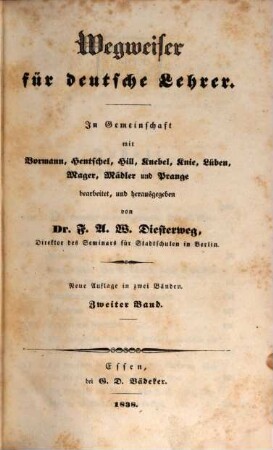 Wegweiser
für deutsche Lehrer.
In Gemeinschaft
mit
Bormann, Hentschel, Hill, Knebel, Knie, Lüben,
Mager, Mädler und Prange
bearbeitet, und herausgegeben
von
Dr. F. A. W. Diesterweg,
Direktor des Seminars für Stadtschulen in Berlin.
Neue Auflage in zwei Bänden.
Zweiter Band.
Essen,
bei G. D. Bädeker.
1838.